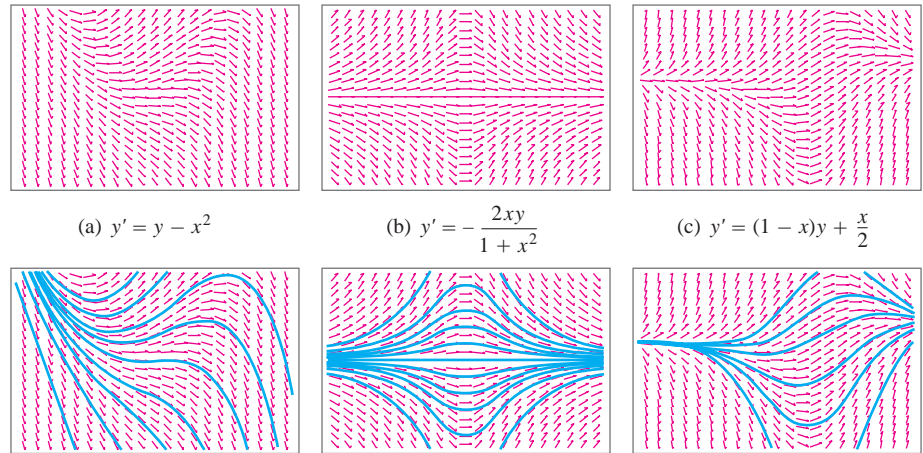 (a) y′ = y − x²
(b) y′ = − 2xy / 1 + x²
(c) y′ = (1 − x)y + x/2